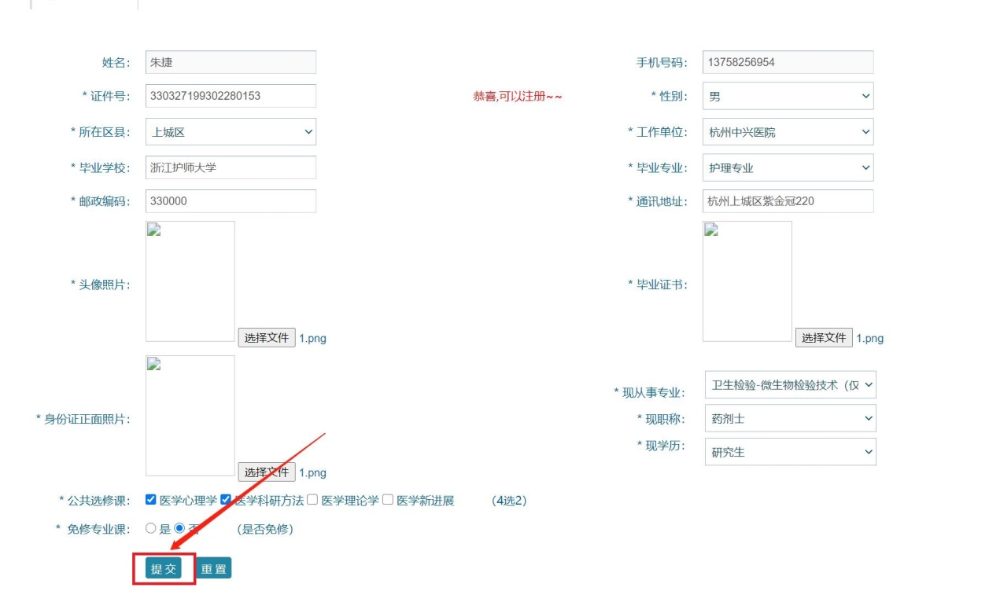 姓名： 朱捷 手机号码： 13758256954
* 证件号： 330327199302280153 恭喜,可以注册~~ * 性别： 男
* 所在区县： 上城区 * 工作单位： 杭州中兴医院
* 毕业学校： 浙江护师大学 * 毕业专业： 护理专业
* 邮政编码： 330000 * 通讯地址： 杭州上城区紫金冠220
* 头像照片： 选择文件 1.png * 毕业证书： 选择文件 1.png
* 现从事专业： 卫生检验-微生物检验技术（仅
* 身份证正面照片： 选择文件 1.png * 现职称： 药剂士
* 现学历： 研究生
* 公共选修课： 医学心理学 医学科研方法 医学理论学 医学新进展 （4选2）
* 免修专业课： 是 否 （是否免修）
提交 重置